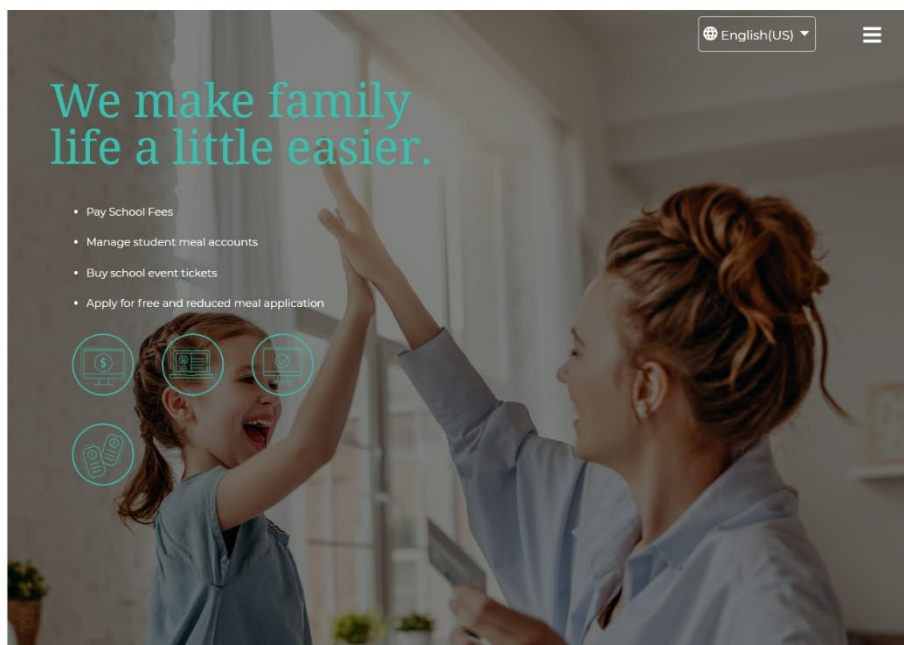 English(US)
We make family
life a little easier.
Pay School Fees
Manage student meal accounts
Buy school event tickets
Apply for free and reduced meal application